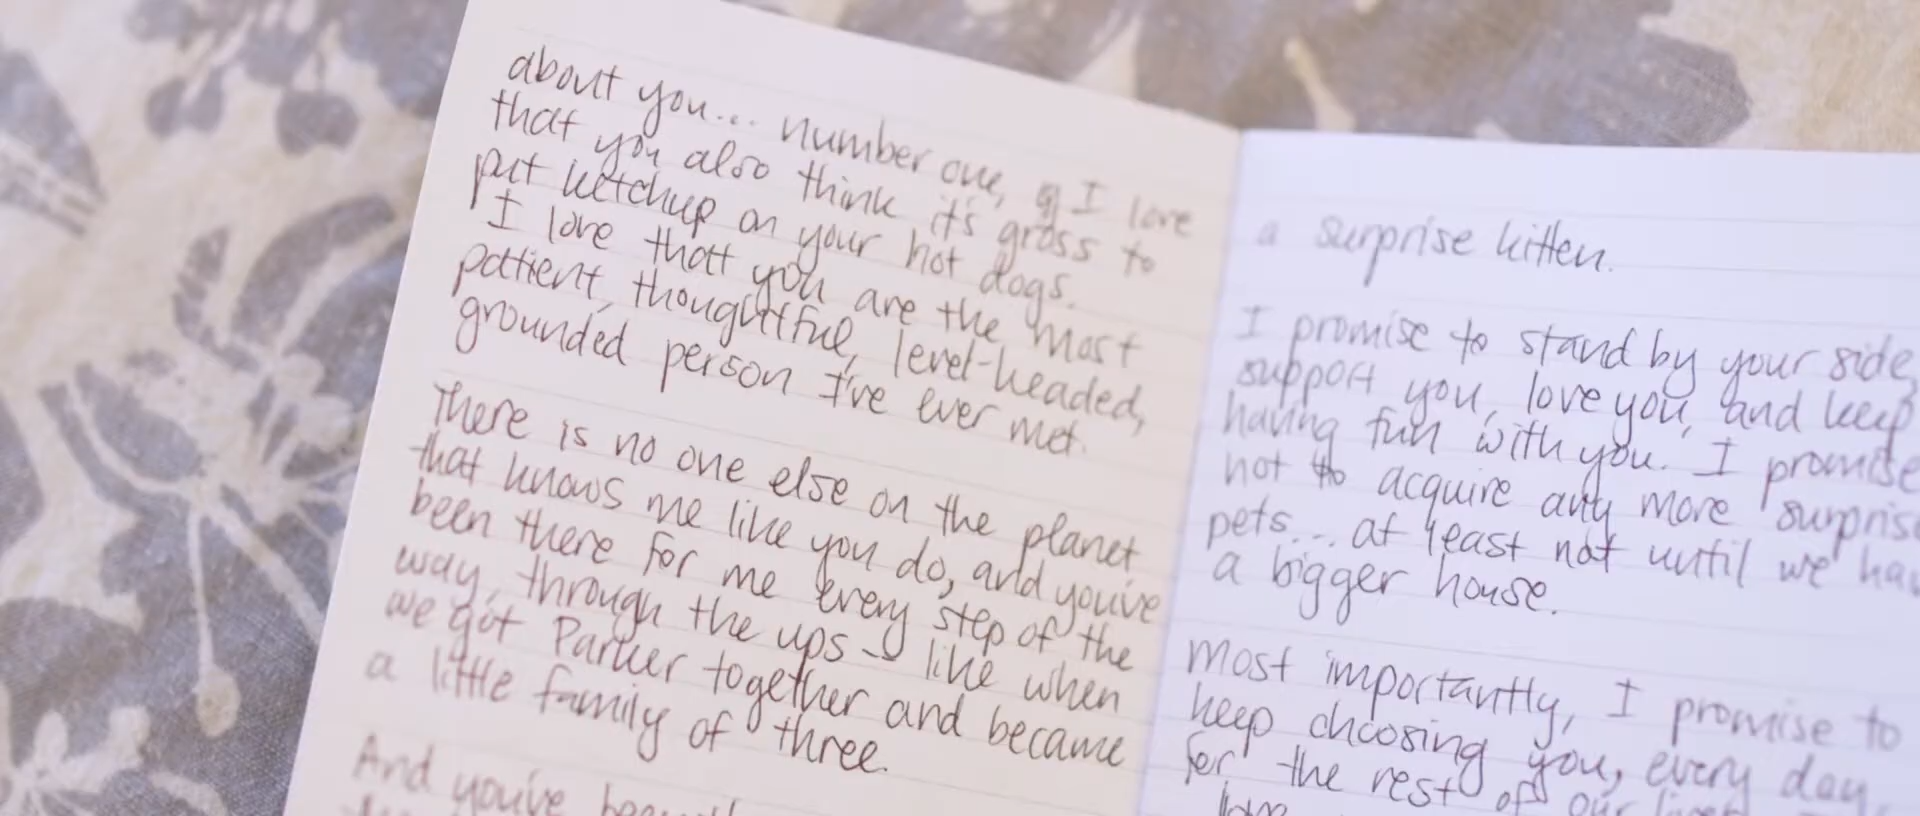 about you... number one, I love
that you also think it's gross to
put ketchup on your hot dogs.
I love that you are the most
patient, thoughtful, level-headed,
grounded person I've ever met.
There is no one else on the planet
that knows me like you do, and you've
been there for me every step of the
way, through the ups - like when
we got Parker together and became
a little family of three.
And you've been
a surprise kitten.
I promise to stand by your side,
support you, love you, and keep
having fun with you. I promise
not to acquire any more surprise
pets... at least not until we have
a bigger house.
Most importantly, I promise to
keep choosing you, every day,
for the rest of our lives.